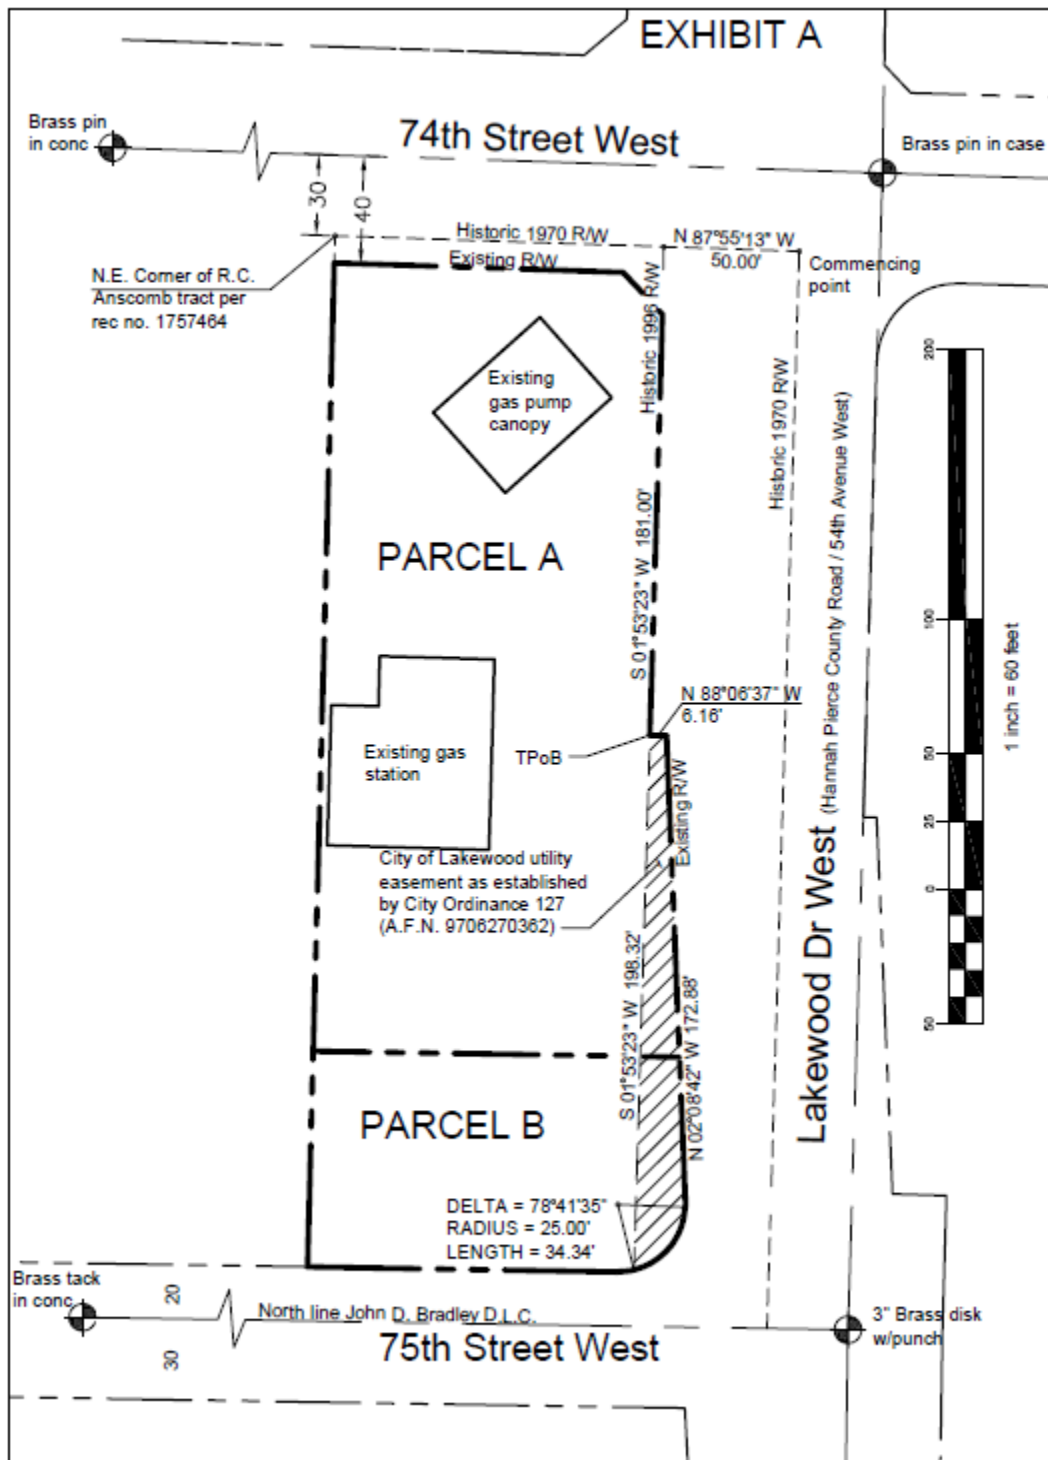 EXHIBIT A
Brass pin
in conc
74th Street West
Brass pin in case
30
40
Historic 1970 R/W
N 87°55'13" W
50.00'
Existing R/W
Commencing
point
N.E. Corner of R.C.
Anscomb tract per
rec no. 1757464
Historic 1996 R/W
Existing
gas pump
canopy
Historic 1970 R/W
200
PARCEL A
S 01°53'23" W 181.00'
100
1 inch = 60 feet
N 88°06'37" W
6.16'
TPoB
Existing gas
station
50
Existing R/W
25
City of Lakewood utility
easement as established
by City Ordinance 127
(A.F.N. 9706270362)
0
Lakewood Dr West (Hannah Pierce County Road / 54th Avenue West)
S 01°53'23" W 198.32'
N 02°08'42" W 172.88'
50
PARCEL B
DELTA = 78°41'35"
RADIUS = 25.00'
LENGTH = 34.34'
Brass tack
in conc
20
North line John D. Bradley D.L.C.
3" Brass disk
w/punch
75th Street West
30